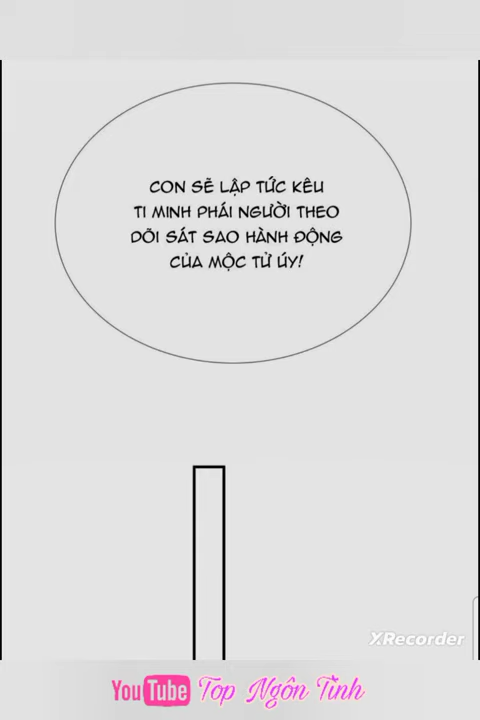 CON SẼ LẬP TỨC KÊU
TI MINH PHÁI NGƯỜI THEO
DÕI SÁT SAO HÀNH ĐỘNG
CỦA MỘC TỬ ÚY!
XRecorder
YouTube Top Ngôn Tình